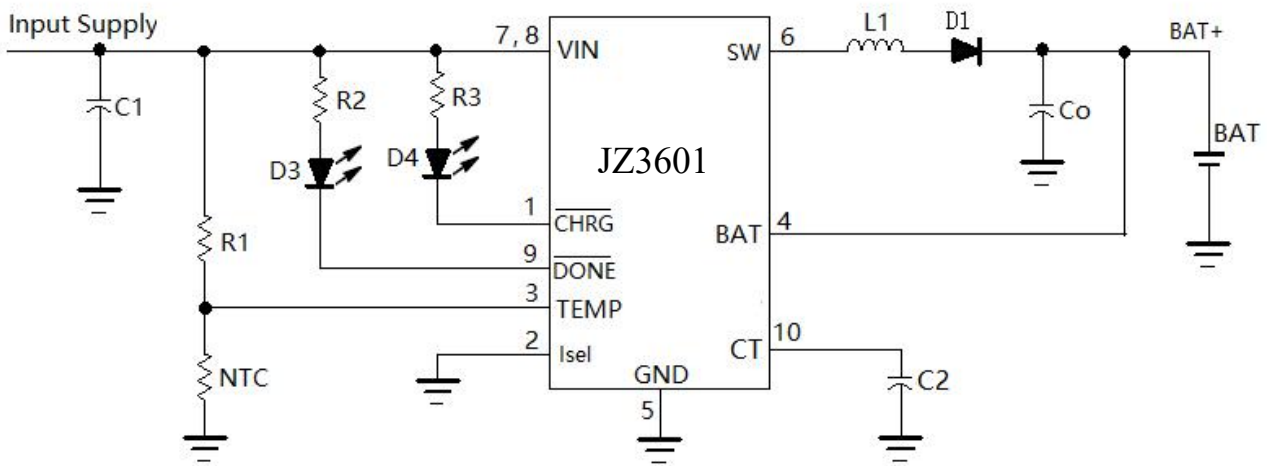 Input Supply
7, 8
VIN
SW
6
L1
D1
BAT+
C1
R2
R3
Co
BAT
D3
D4
JZ3601
1
CHRG
R1
BAT
4
9
DONE
3
TEMP
2
Isel
CT
10
NTC
GND
C2
5